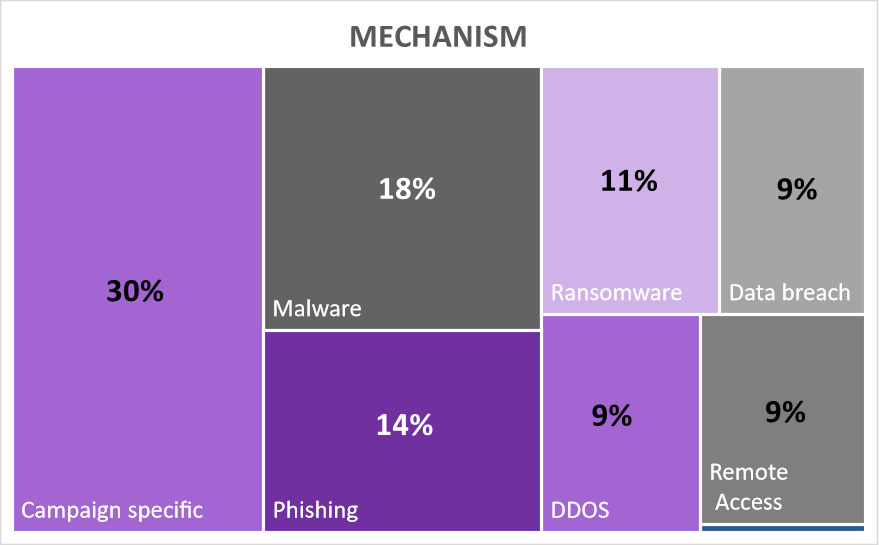 MECHANISM
30%
Campaign specific
18%
Malware
14%
Phishing
11%
Ransomware
9%
Data breach
9%
DDOS
9%
Remote
Access